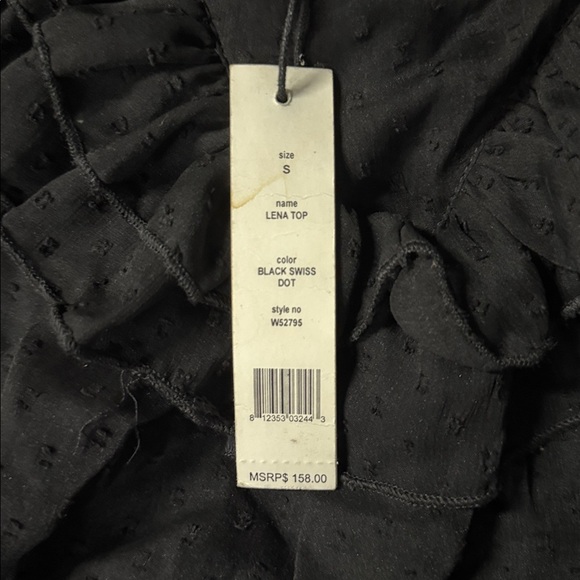 size
S
name
LENA TOP
color
BLACK SWISS
DOT
style no
W52795
8 12353 03244 3
MSRP$ 158.00